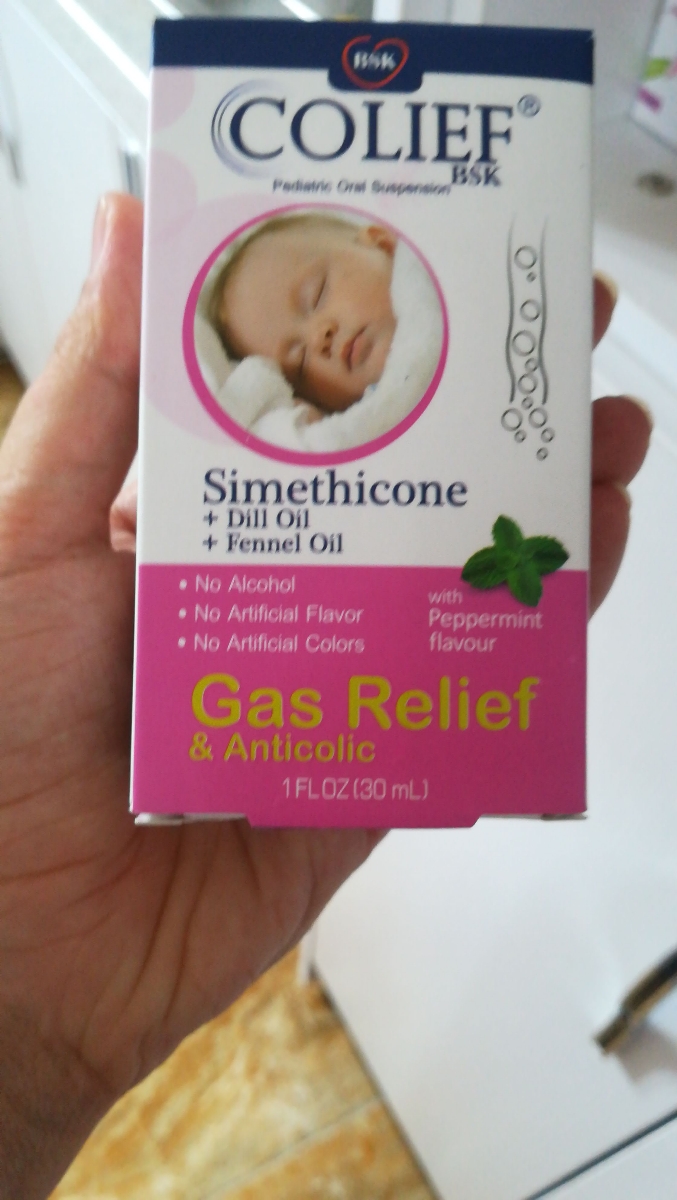 BSK
COLIEF®
BSK
Pediatric Oral Suspension
Simethicone
+ Dill Oil
+ Fennel Oil
• No Alcohol
• No Artificial Flavor
• No Artificial Colors
with
Peppermint
flavour
Gas Relief
& Anticolic
1 FL OZ (30 mL)